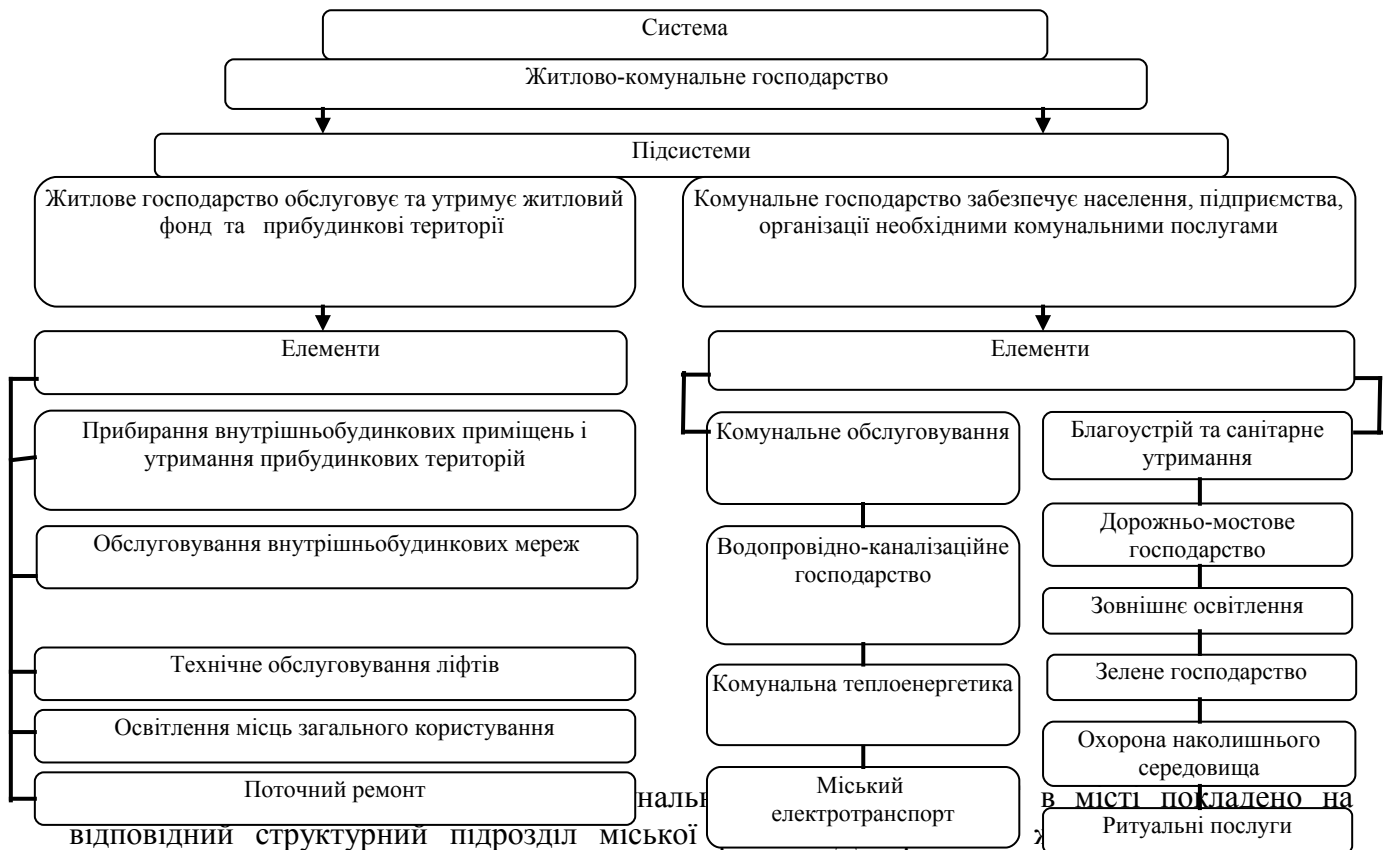 Система
Житлово-комунальне господарство
Підсистеми
Житлове господарство обслуговує та утримує житловий
фонд та прибудинкові території
Комунальне господарство забезпечує населення, підприємства,
організації необхідними комунальними послугами
Елементи
Прибирання внутрішньобудинкових приміщень і
утримання прибудинкових територій
Обслуговування внутрішньобудинкових мереж
Технічне обслуговування ліфтів
Освітлення місць загального користування
Поточний ремонт
Елементи
Комунальне обслуговування
Водопровідно-каналізаційне
господарство
Комунальна теплоенергетика
Міський
електротранспорт
Благоустрій та санітарне
утримання
Дорожньо-мостове
господарство
Зовнішнє освітлення
Зелене господарство
Охорона наколишнього
середовища
Ритуальні послуги
в місті покладено на
відповідний структурний підрозділ міської